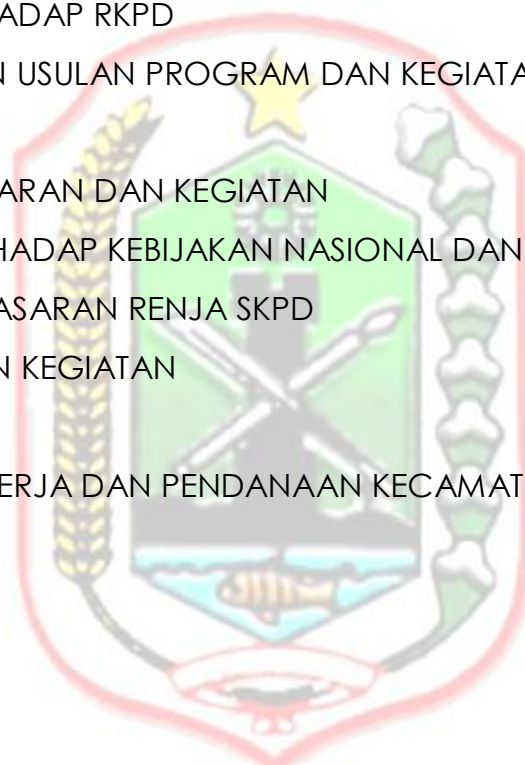 ADAP RKPD
N USULAN PROGRAM DAN KEGIATA
ARAN DAN KEGIATAN
HADAP KEBIJAKAN NASIONAL DAN
ASARAN RENJA SKPD
N KEGIATAN
ERJA DAN PENDANAAN KECAMAT